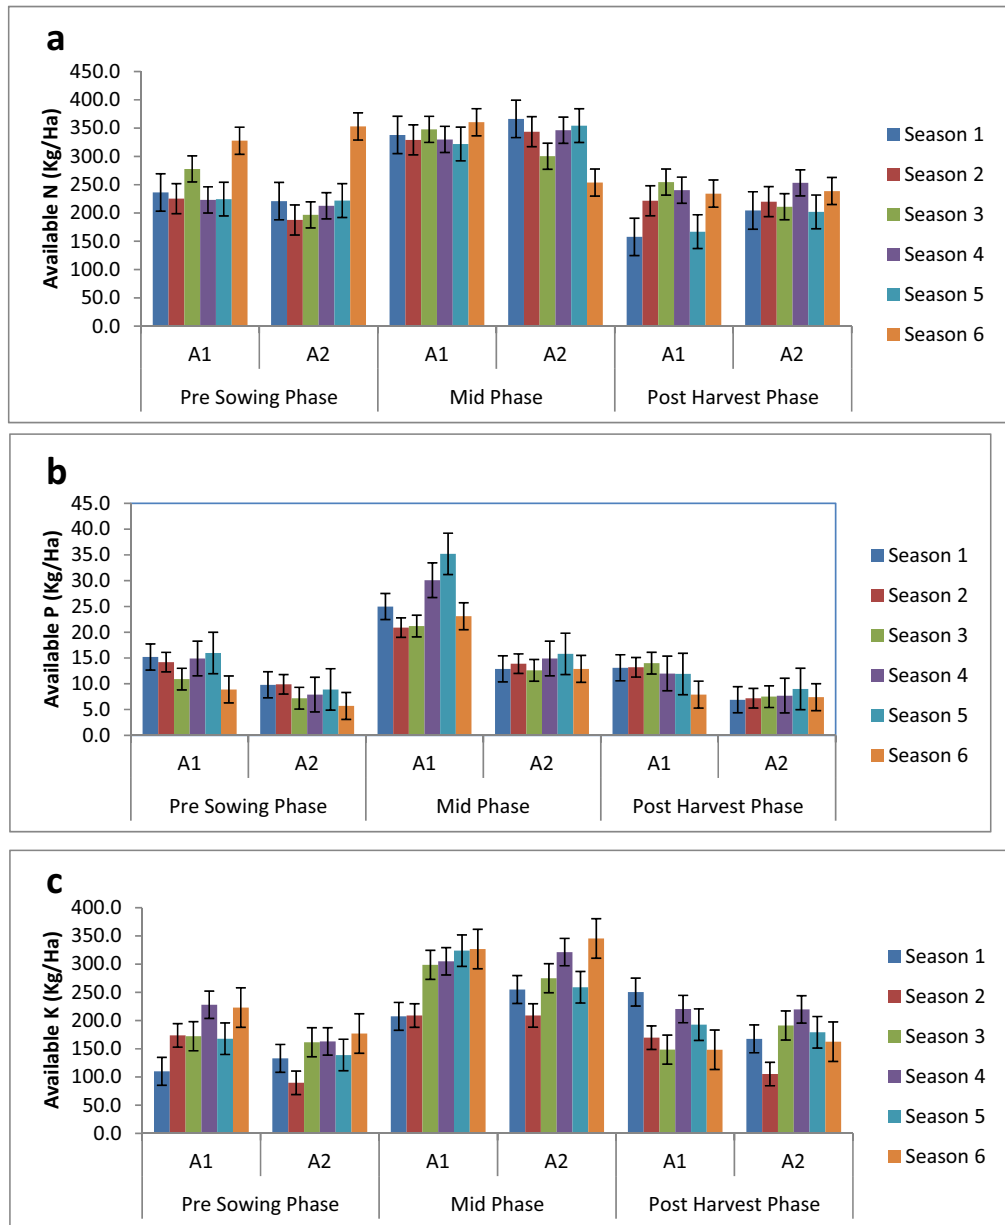 a
Available N (Kg/Ha)
450.0
400.0
350.0
300.0
250.0
200.0
150.0
100.0
50.0
0.0
A1 A2 A1 A2 A1 A2
Pre Sowing Phase Mid Phase Post Harvest Phase
Season 1
Season 2
Season 3
Season 4
Season 5
Season 6
b
Available P (Kg/Ha)
45.0
40.0
35.0
30.0
25.0
20.0
15.0
10.0
5.0
0.0
A1 A2 A1 A2 A1 A2
Pre Sowing Phase Mid Phase Post Harvest Phase
Season 1
Season 2
Season 3
Season 4
Season 5
Season 6
c
Available K (Kg/Ha)
400.0
350.0
300.0
250.0
200.0
150.0
100.0
50.0
0.0
A1 A2 A1 A2 A1 A2
Pre Sowing Phase Mid Phase Post Harvest Phase
Season 1
Season 2
Season 3
Season 4
Season 5
Season 6